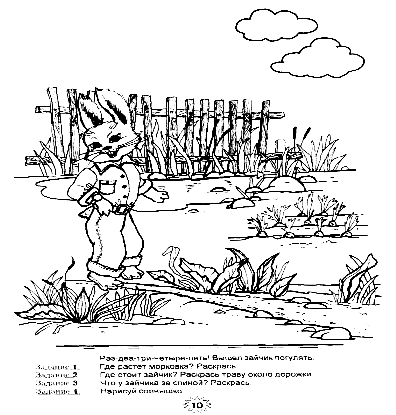 Раз-два-три-четыре-пять! Вышел зайчик погулять.
Задание 1 Где растет морковка? Раскрась
Задание 2 Где стоит зайчик? Раскрась траву около дорожки
Задание 3 Что у зайчика за спиной? Раскрась.
Задание 4 Нарисуй солнышко
10